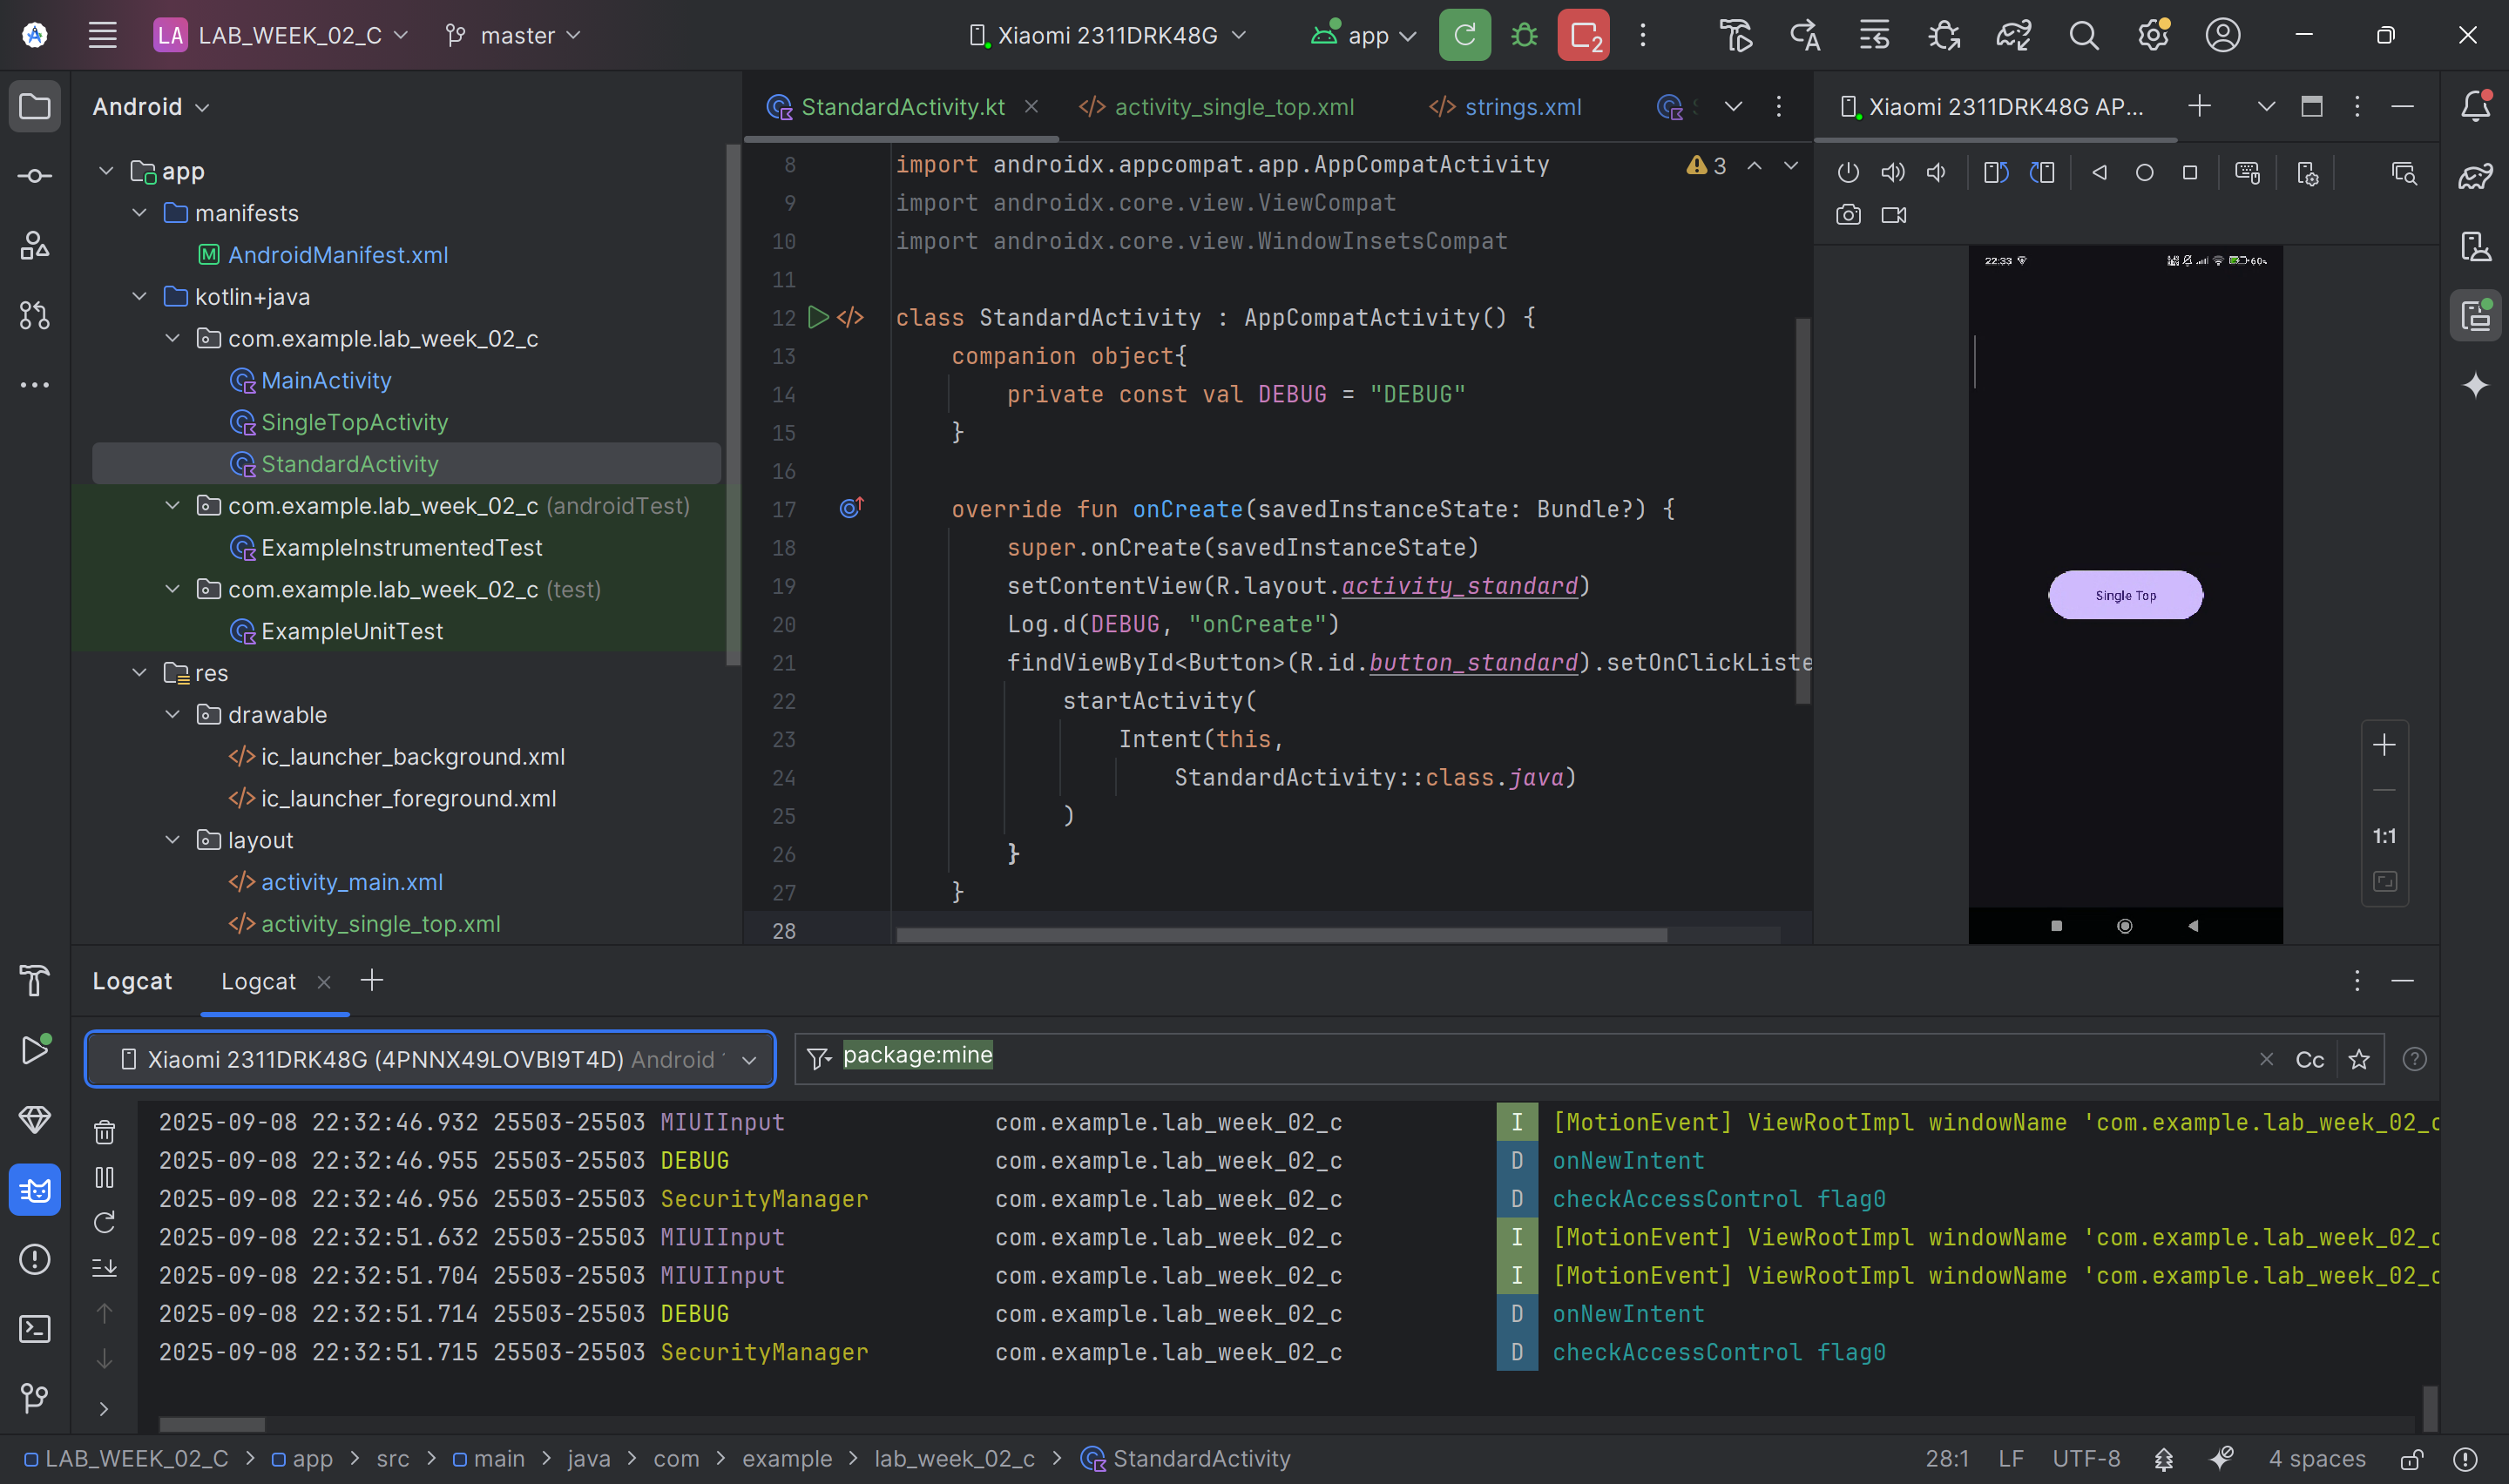 LA LAB_WEEK_02_C master Xiaomi 2311DRK48G app 2
Android
app
manifests
AndroidManifest.xml
kotlin+java
com.example.lab_week_02_c
MainActivity
SingleTopActivity
StandardActivity
com.example.lab_week_02_c (androidTest)
ExampleInstrumentedTest
com.example.lab_week_02_c (test)
ExampleUnitTest
res
drawable
ic_launcher_background.xml
ic_launcher_foreground.xml
layout
activity_main.xml
activity_single_top.xml
StandardActivity.kt activity_single_top.xml strings.xml
3
8 import androidx.appcompat.app.AppCompatActivity
9 import androidx.core.view.ViewCompat
10 import androidx.core.view.WindowInsetsCompat
11
12 class StandardActivity : AppCompatActivity() {
13 companion object{
14 private const val DEBUG = "DEBUG"
15 }
16
17 override fun onCreate(savedInstanceState: Bundle?) {
18 super.onCreate(savedInstanceState)
19 setContentView(R.layout.activity_standard)
20 Log.d(DEBUG, "onCreate")
21 findViewById<Button>(R.id.button_standard).setOnClickListe
22 startActivity(
23 Intent(this,
24 StandardActivity::class.java)
25 )
26 }
27 }
28
Xiaomi 2311DRK48G AP...
22:33 60%
Single Top
1:1
Logcat Logcat
Xiaomi 2311DRK48G (4PNNX49LOVBI9T4D) Android
package:mine Cc
2025-09-08 22:32:46.932 25503-25503 MIUIInput com.example.lab_week_02_c I [MotionEvent] ViewRootImpl windowName 'com.example.lab_week_02_c
2025-09-08 22:32:46.955 25503-25503 DEBUG com.example.lab_week_02_c D onNewIntent
2025-09-08 22:32:46.956 25503-25503 SecurityManager com.example.lab_week_02_c D checkAccessControl flag0
2025-09-08 22:32:51.632 25503-25503 MIUIInput com.example.lab_week_02_c I [MotionEvent] ViewRootImpl windowName 'com.example.lab_week_02_c
2025-09-08 22:32:51.704 25503-25503 MIUIInput com.example.lab_week_02_c I [MotionEvent] ViewRootImpl windowName 'com.example.lab_week_02_c
2025-09-08 22:32:51.714 25503-25503 DEBUG com.example.lab_week_02_c D onNewIntent
2025-09-08 22:32:51.715 25503-25503 SecurityManager com.example.lab_week_02_c D checkAccessControl flag0
LAB_WEEK_02_C > app > src > main > java > com > example > lab_week_02_c > StandardActivity 28:1 LF UTF-8 4 spaces